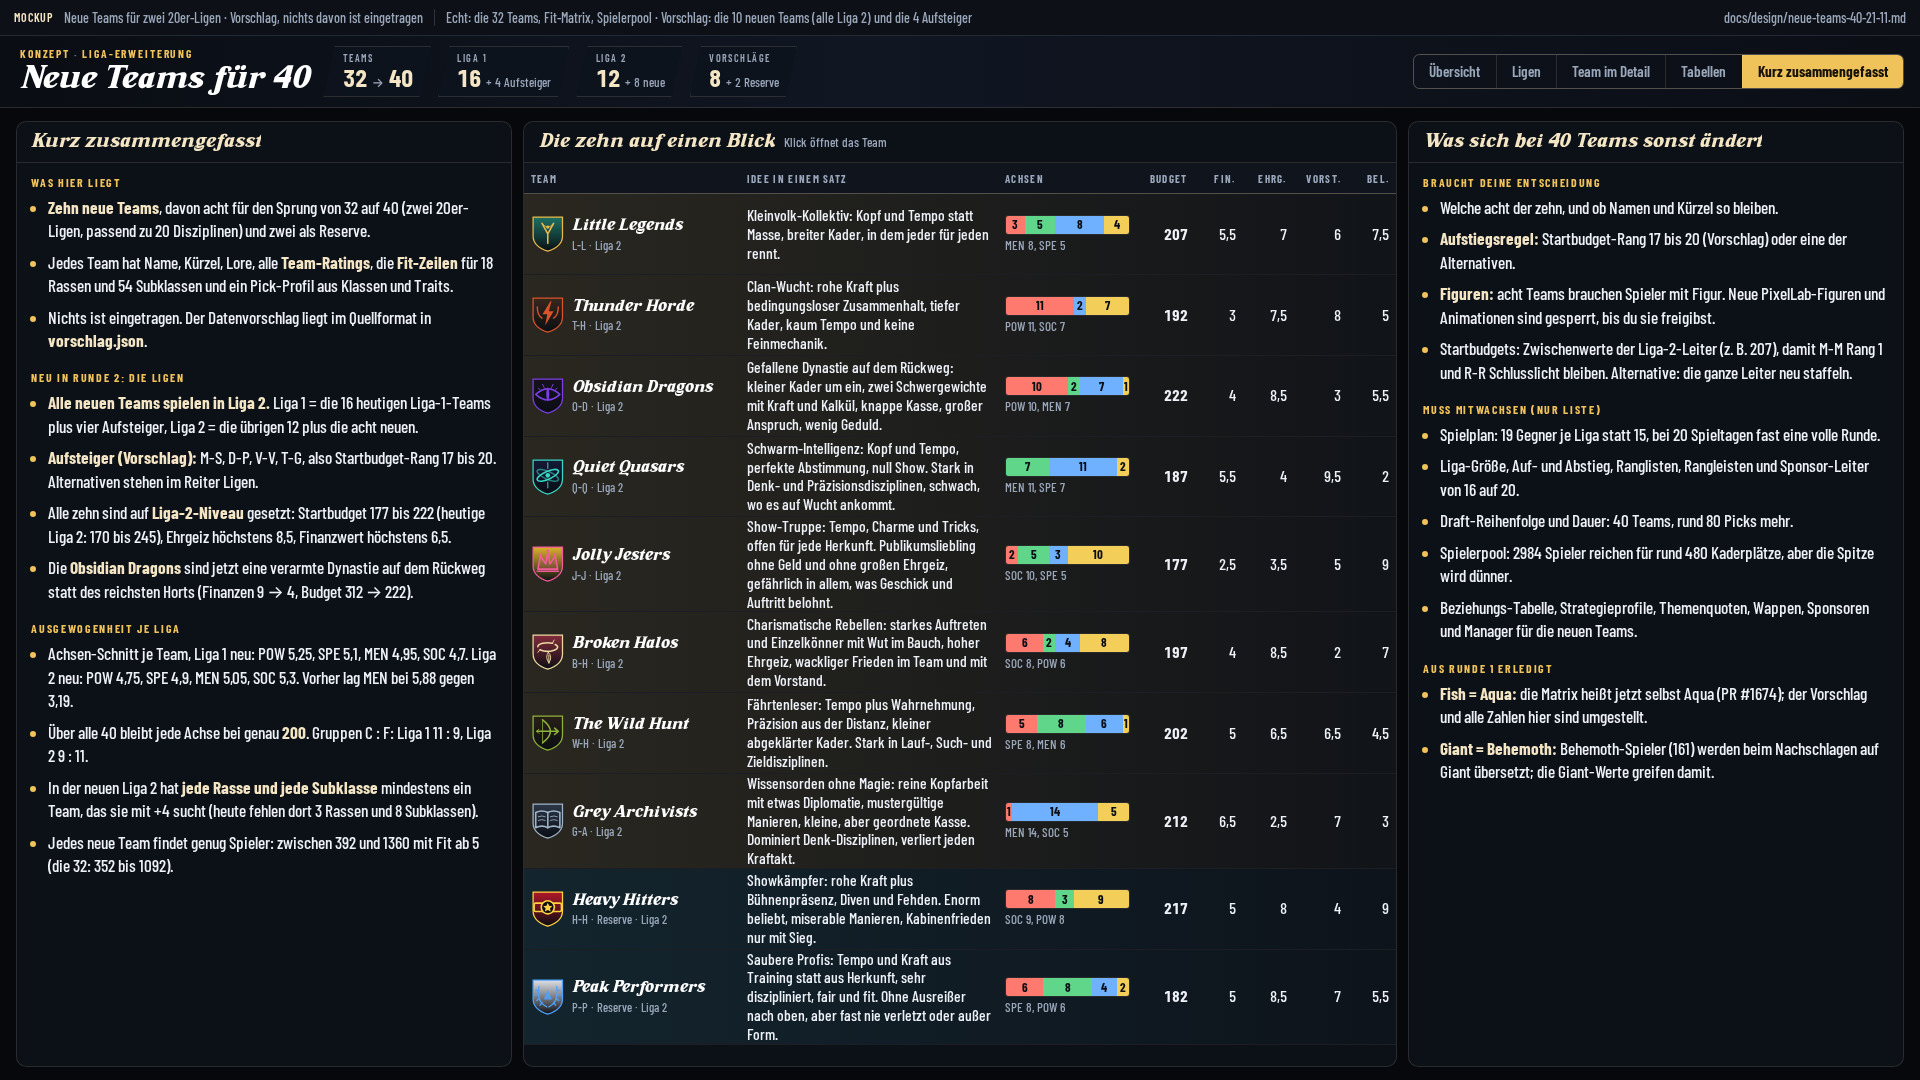 MOCKUP Neue Teams für zwei 20er-Ligen · Vorschlag, nichts davon ist eingetragen Echt: die 32 Teams, Fit-Matrix, Spielerpool · Vorschlag: die 10 neuen Teams (alle Liga 2) und die 4 Aufsteiger docs/design/neue-teams-40-21-11.md
KONZEPT · LIGA-ERWEITERUNG
Neue Teams für 40
TEAMS
32 → 40
LIGA 1
16 + 4 Aufsteiger
LIGA 2
12 + 8 neue
VORSCHLÄGE
8 + 2 Reserve
Übersicht Ligen Team im Detail Tabellen Kurz zusammengefasst
Kurz zusammengefasst
WAS HIER LIEGT
Zehn neue Teams, davon acht für den Sprung von 32 auf 40 (zwei 20er-
Ligen, passend zu 20 Disziplinen) und zwei als Reserve.
Jedes Team hat Name, Kürzel, Lore, alle Team-Ratings, die Fit-Zeilen für 18
Rassen und 54 Subklassen und ein Pick-Profil aus Klassen und Traits.
Nichts ist eingetragen. Der Datenvorschlag liegt im Quellformat in
vorschlag.json.
NEU IN RUNDE 2: DIE LIGEN
Alle neuen Teams spielen in Liga 2. Liga 1 = die 16 heutigen Liga-1-Teams
plus vier Aufsteiger, Liga 2 = die übrigen 12 plus die acht neuen.
Aufsteiger (Vorschlag): M-S, D-P, V-V, T-G, also Startbudget-Rang 17 bis 20.
Alternativen stehen im Reiter Ligen.
Alle zehn sind auf Liga-2-Niveau gesetzt: Startbudget 177 bis 222 (heutige
Liga 2: 170 bis 245), Ehrgeiz höchstens 8,5, Finanzwert höchstens 6,5.
Die Obsidian Dragons sind jetzt eine verarmte Dynastie auf dem Rückweg
statt des reichsten Horts (Finanzen 9 → 4, Budget 312 → 222).
AUSGEWOGENHEIT JE LIGA
Achsen-Schnitt je Team, Liga 1 neu: POW 5,25, SPE 5,1, MEN 4,95, SOC 4,7. Liga
2 neu: POW 4,75, SPE 4,9, MEN 5,05, SOC 5,3. Vorher lag MEN bei 5,88 gegen
3,19.
Über alle 40 bleibt jede Achse bei genau 200. Gruppen C : F: Liga 1 11 : 9, Liga
2 9 : 11.
In der neuen Liga 2 hat jede Rasse und jede Subklasse mindestens ein
Team, das sie mit +4 sucht (heute fehlen dort 3 Rassen und 8 Subklassen).
Jedes neue Team findet genug Spieler: zwischen 392 und 1360 mit Fit ab 5
(die 32: 352 bis 1092).
Die zehn auf einen Blick Klick öffnet das Team
TEAM IDEE IN EINEM SATZ ACHSEN BUDGET FIN. EHRG. VORST. BEL.
Little Legends
L-L · Liga 2
Kleinvolk-Kollektiv: Kopf und Tempo statt
Masse, breiter Kader, in dem jeder für jeden
rennt.
3 5 8 4
MEN 8, SPE 5
207 5,5 7 6 7,5
Thunder Horde
T-H · Liga 2
Clan-Wucht: rohe Kraft plus
bedingungsloser Zusammenhalt, tiefer
Kader, kaum Tempo und keine
Feinmechanik.
11 2 7
POW 11, SOC 7
192 3 7,5 8 5
Obsidian Dragons
O-D · Liga 2
Gefallene Dynastie auf dem Rückweg:
kleiner Kader um ein, zwei Schwergewichte
mit Kraft und Kalkül, knappe Kasse, großer
Anspruch, wenig Geduld.
10 2 7 1
POW 10, MEN 7
222 4 8,5 3 5,5
Quiet Quasars
Q-Q · Liga 2
Schwarm-Intelligenz: Kopf und Tempo,
perfekte Abstimmung, null Show. Stark in
Denk- und Präzisionsdisziplinen, schwach,
wo es auf Wucht ankommt.
7 11 2
MEN 11, SPE 7
187 5,5 4 9,5 2
Jolly Jesters
J-J · Liga 2
Show-Truppe: Tempo, Charme und Tricks,
offen für jede Herkunft. Publikumsliebling
ohne Geld und ohne großen Ehrgeiz,
gefährlich in allem, was Geschick und
Auftritt belohnt.
2 5 3 10
SOC 10, SPE 5
177 2,5 3,5 5 9
Broken Halos
B-H · Liga 2
Charismatische Rebellen: starkes Auftreten
und Einzelkönner mit Wut im Bauch, hoher
Ehrgeiz, wackliger Frieden im Team und mit
dem Vorstand.
6 2 4 8
SOC 8, POW 6
197 4 8,5 2 7
The Wild Hunt
W-H · Liga 2
Fährtenleser: Tempo plus Wahrnehmung,
Präzision aus der Distanz, kleiner
abgeklärter Kader. Stark in Lauf-, Such- und
Zieldisziplinen.
5 8 6 1
SPE 8, MEN 6
202 5 6,5 6,5 4,5
Grey Archivists
G-A · Liga 2
Wissensorden ohne Magie: reine Kopfarbeit
mit etwas Diplomatie, mustergültige
Manieren, kleine, aber geordnete Kasse.
Dominiert Denk-Disziplinen, verliert jeden
Kraftakt.
1 14 5
MEN 14, SOC 5
212 6,5 2,5 7 3
Heavy Hitters
H-H · Reserve · Liga 2
Showkämpfer: rohe Kraft plus
Bühnenpräsenz, Diven und Fehden. Enorm
beliebt, miserable Manieren, Kabinenfrieden
nur mit Sieg.
8 3 9
SOC 9, POW 8
217 5 8 4 9
Peak Performers
P-P · Reserve · Liga 2
Saubere Profis: Tempo und Kraft aus
Training statt aus Herkunft, sehr
diszipliniert, fair und fit. Ohne Ausreißer
nach oben, aber fast nie verletzt oder außer
Form.
6 8 4 2
SPE 8, POW 6
182 5 8,5 7 5,5
Was sich bei 40 Teams sonst ändert
BRAUCHT DEINE ENTSCHEIDUNG
Welche acht der zehn, und ob Namen und Kürzel so bleiben.
Aufstiegsregel: Startbudget-Rang 17 bis 20 (Vorschlag) oder eine der
Alternativen.
Figuren: acht Teams brauchen Spieler mit Figur. Neue PixelLab-Figuren und
Animationen sind gesperrt, bis du sie freigibst.
Startbudgets: Zwischenwerte der Liga-2-Leiter (z. B. 207), damit M-M Rang 1
und R-R Schlusslicht bleiben. Alternative: die ganze Leiter neu staffeln.
MUSS MITWACHSEN (NUR LISTE)
Spielplan: 19 Gegner je Liga statt 15, bei 20 Spieltagen fast eine volle Runde.
Liga-Größe, Auf- und Abstieg, Ranglisten, Rangleisten und Sponsor-Leiter
von 16 auf 20.
Draft-Reihenfolge und Dauer: 40 Teams, rund 80 Picks mehr.
Spielerpool: 2984 Spieler reichen für rund 480 Kaderplätze, aber die Spitze
wird dünner.
Beziehungs-Tabelle, Strategieprofile, Themenquoten, Wappen, Sponsoren
und Manager für die neuen Teams.
AUS RUNDE 1 ERLEDIGT
Fish = Aqua: die Matrix heißt jetzt selbst Aqua (PR #1674); der Vorschlag
und alle Zahlen hier sind umgestellt.
Giant = Behemoth: Behemoth-Spieler (161) werden beim Nachschlagen auf
Giant übersetzt; die Giant-Werte greifen damit.